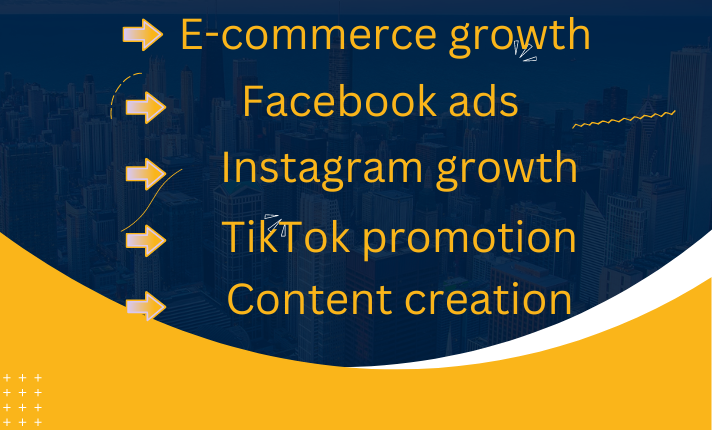 E-commerce growth
Facebook ads
Instagram growth
TikTok promotion
Content creation